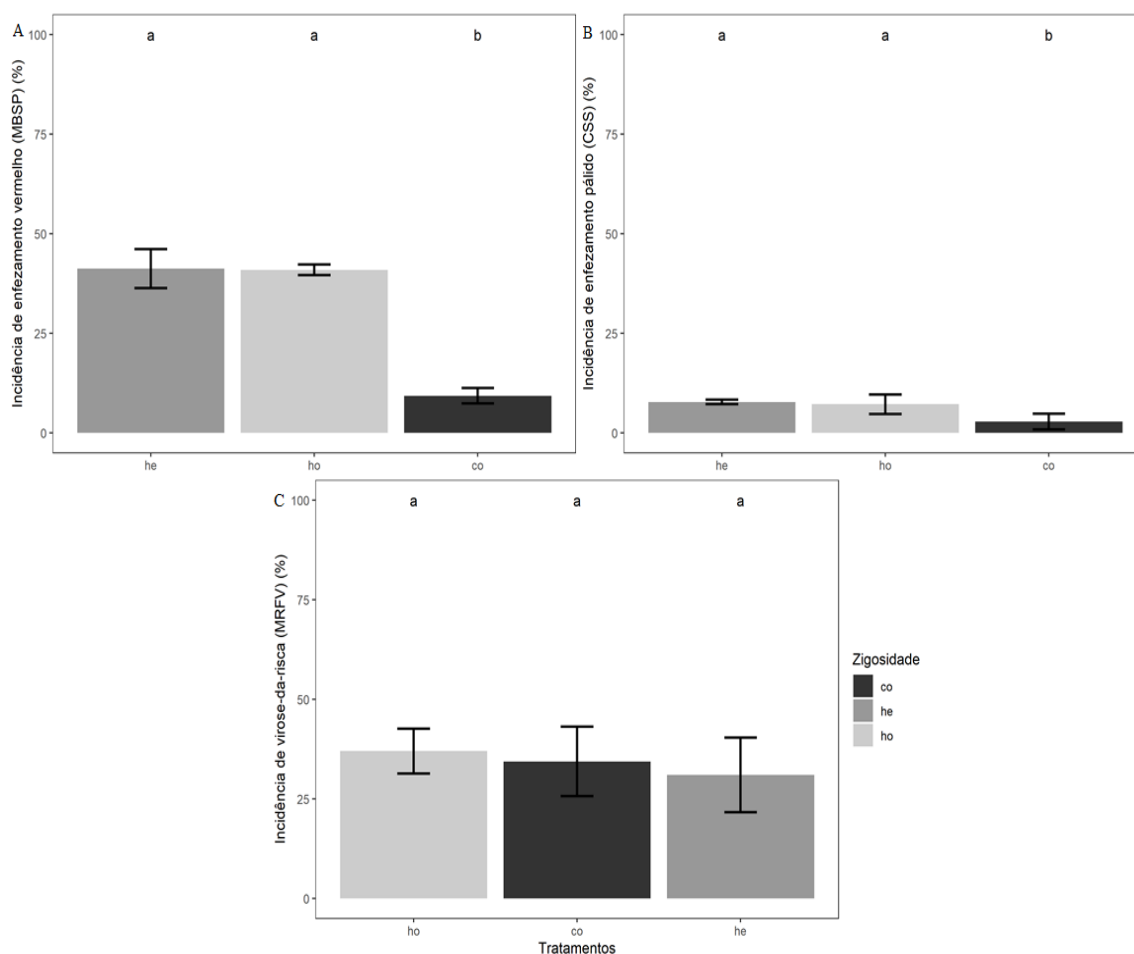 A
Incidência de enfezamento vermelho (MBSP) (%)
100
75
50
25
0
a
a
b
he
ho
co
B
Incidência de enfezamento pálido (CSS) (%)
100
75
50
25
0
a
a
b
he
ho
co
C
Incidência de virose-da-risca (MRFV) (%)
100
75
50
25
0
a
a
a
ho
co
he
Tratamentos
Zigosidade
co
he
ho